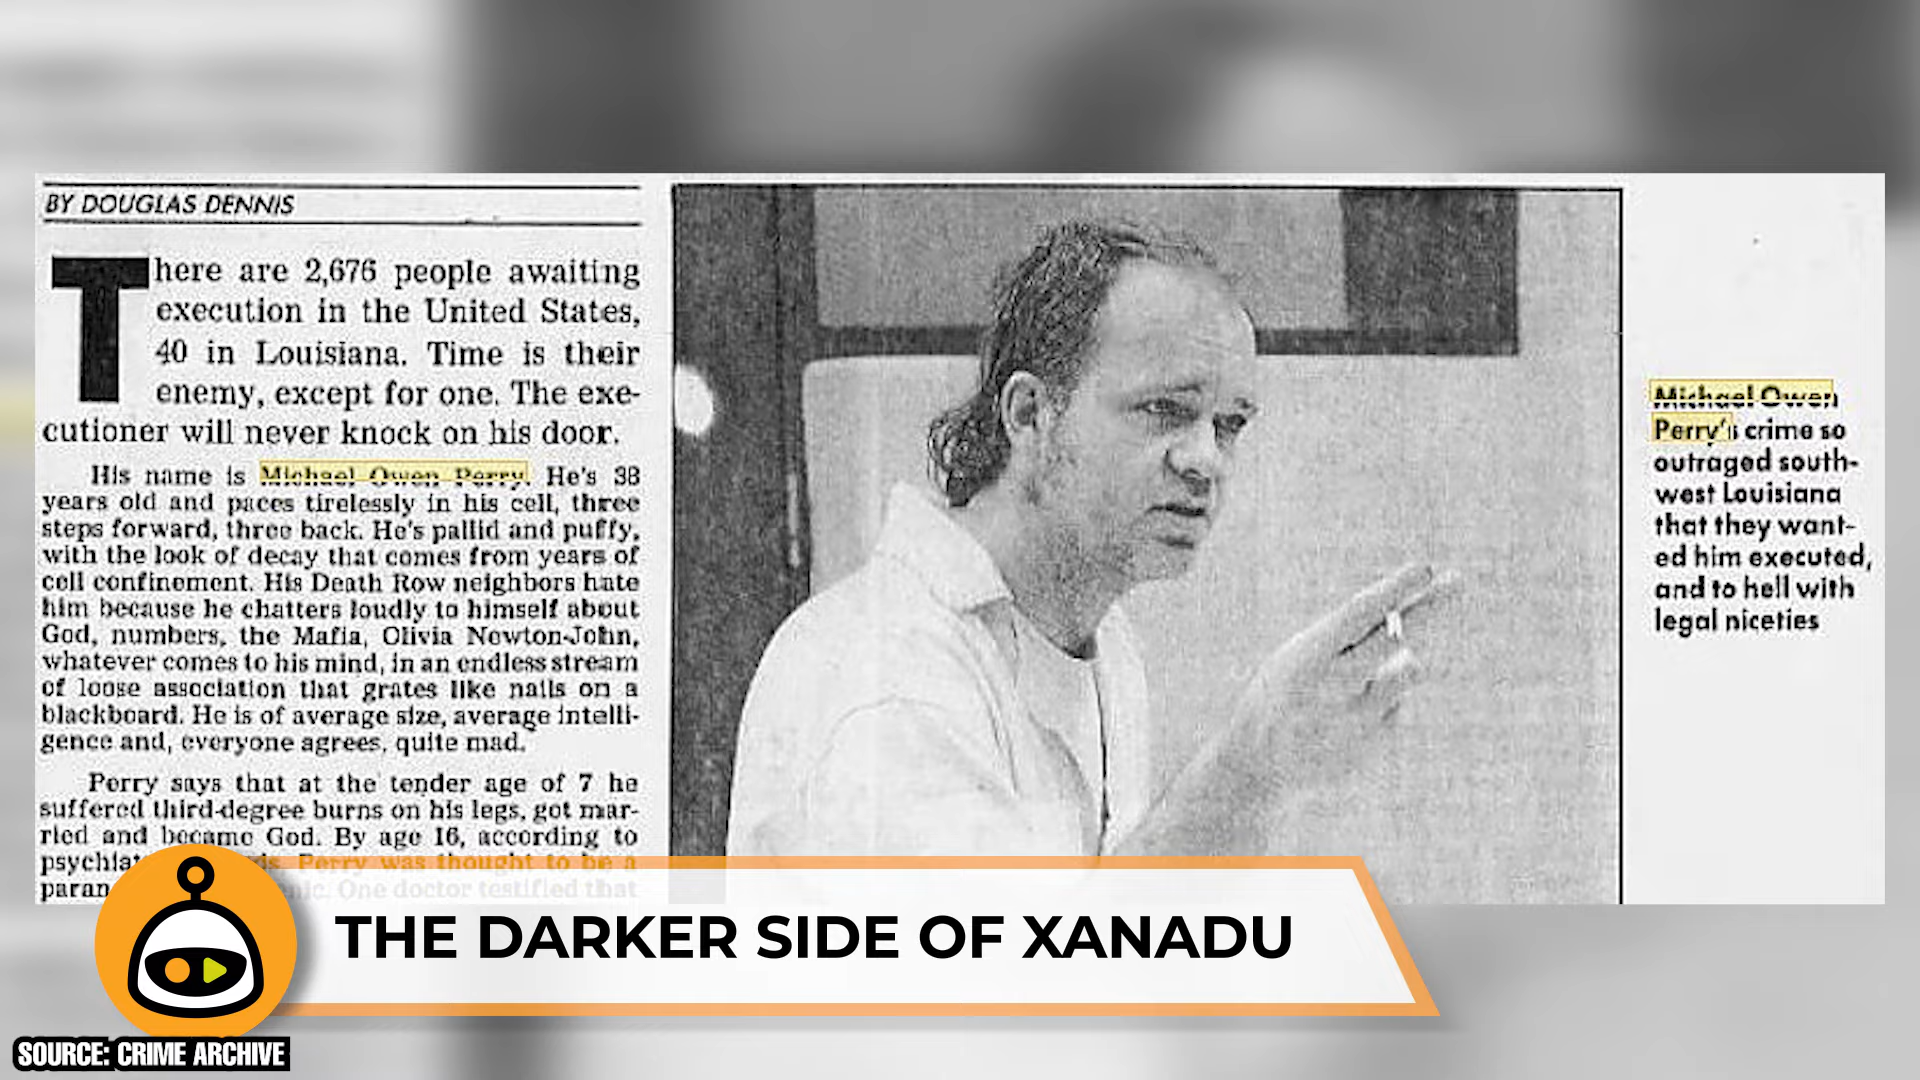 BY DOUGLAS DENNIS
There are 2,676 people awaiting
execution in the United States,
40 in Louisiana. Time is their
enemy, except for one. The exe-
cutioner will never knock on his door.
His name is Michael Owen Perry. He's 38
years old and paces tirelessly in his cell, three
steps forward, three back. He's pallid and puffy,
with the look of decay that comes from years of
cell confinement. His Death Row neighbors hate
him because he chatters loudly to himself about
God, numbers, the Mafia, Olivia Newton-John,
whatever comes to his mind, in an endless stream
of loose association that grates like nails on a
blackboard. He is of average size, average intelli-
gence and, everyone agrees, quite mad.
Perry says that at the tender age of 7 he
suffered third-degree burns on his legs, got mar-
ried and became God. By age 16, according to
Perry was thought to be a
One doctor testified that
Michael Owen
Perry's crime so
outraged south-
west Louisiana
that they want-
ed him executed,
and to hell with
legal niceties
THE DARKER SIDE OF XANADU
SOURCE: CRIME ARCHIVE